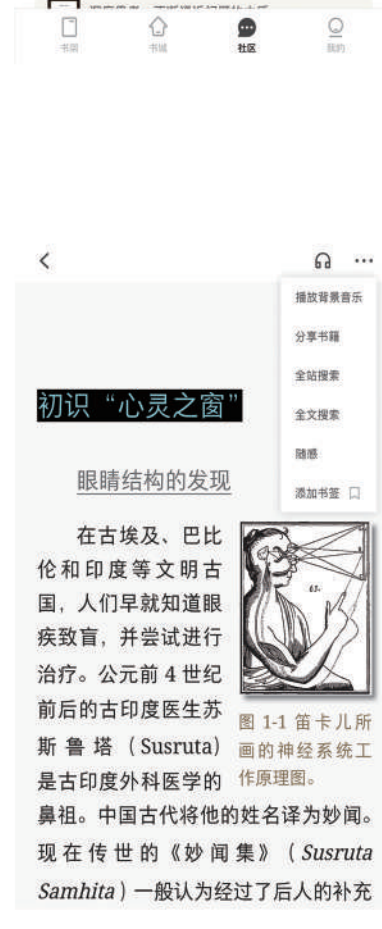 书架 书城 社区 我的
播放背景音乐
分享书籍
全站搜索
全文搜索
随感
添加书签
初识“心灵之窗”
眼睛结构的发现
在古埃及、巴比
伦和印度等文明古
国，人们早就知道眼
疾致盲，并尝试进行
治疗。公元前 4 世纪
前后的古印度医生苏
斯鲁塔（Susruta）
是古印度外科医学的
65.
图 1-1 笛卡儿所
画的神经系统工
作原理图。
鼻祖。中国古代将他的姓名译为妙闻。
现在传世的《妙闻集》（Susruta
Samhita）一般认为经过了后人的补充